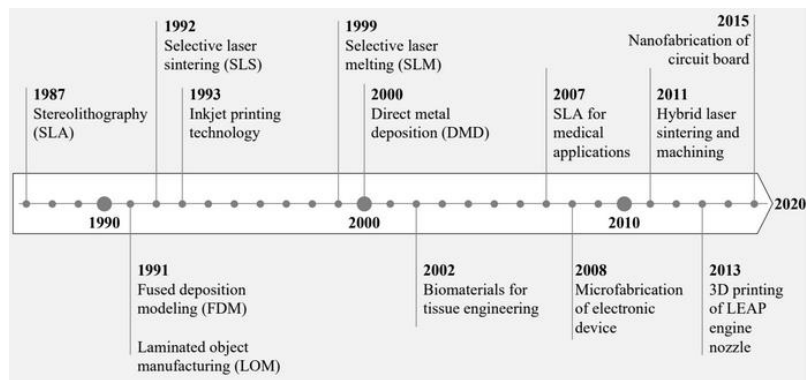 1987
Stereolithography
(SLA)
1992
Selective laser
sintering (SLS)
1993
Inkjet printing
technology
1999
Selective laser
melting (SLM)
2000
Direct metal
deposition (DMD)
2007
SLA for
medical
applications
2011
Hybrid laser
sintering and
machining
2015
Nanofabrication of
circuit board
1990
2000
2010
2020
1991
Fused deposition
modeling (FDM)
Laminated object
manufacturing (LOM)
2002
Biomaterials for
tissue engineering
2008
Microfabrication
of electronic
device
2013
3D printing
of LEAP
engine
nozzle